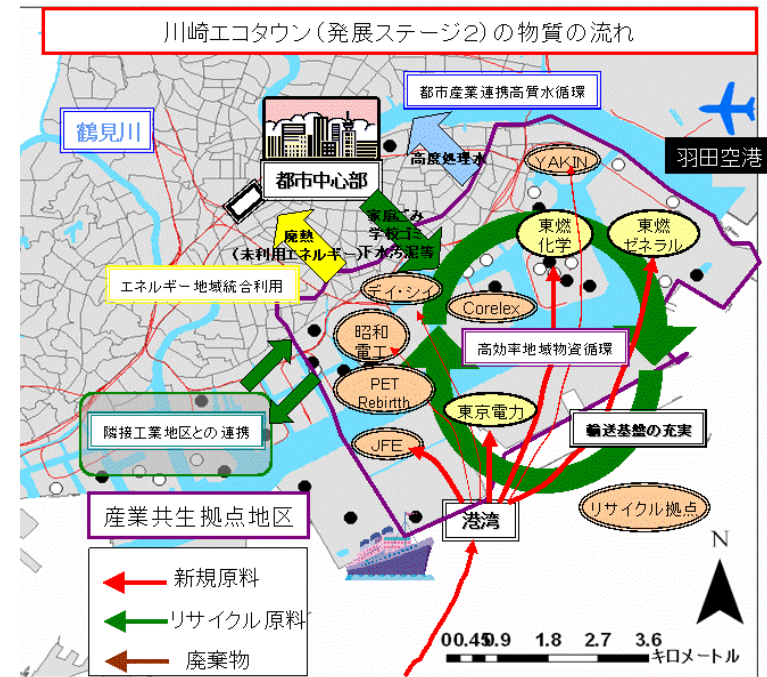 川崎エコタウン（発展ステージ２）の物質の流れ
都市産業連携高質水循環
鶴見川
羽田空港
高度処理水
YAKIN
都市中心部
家庭ごみ
学校ゴミ
下水汚泥等
廃熱
（未利用エネルギー）
東燃
化学
東燃
ゼネラル
エネルギー地域統合利用
デイ・シイ
Corelex
昭和
電工
高効率地域物資循環
PET
Rebirtth
東京電力
隣接工業地区との連携
JFE
輸送基盤の充実
産業共生拠点地区
港湾
リサイクル拠点
N
新規原料
リサイクル原料
廃棄物
0 0.45 0.9 1.8 2.7 3.6
キロメートル